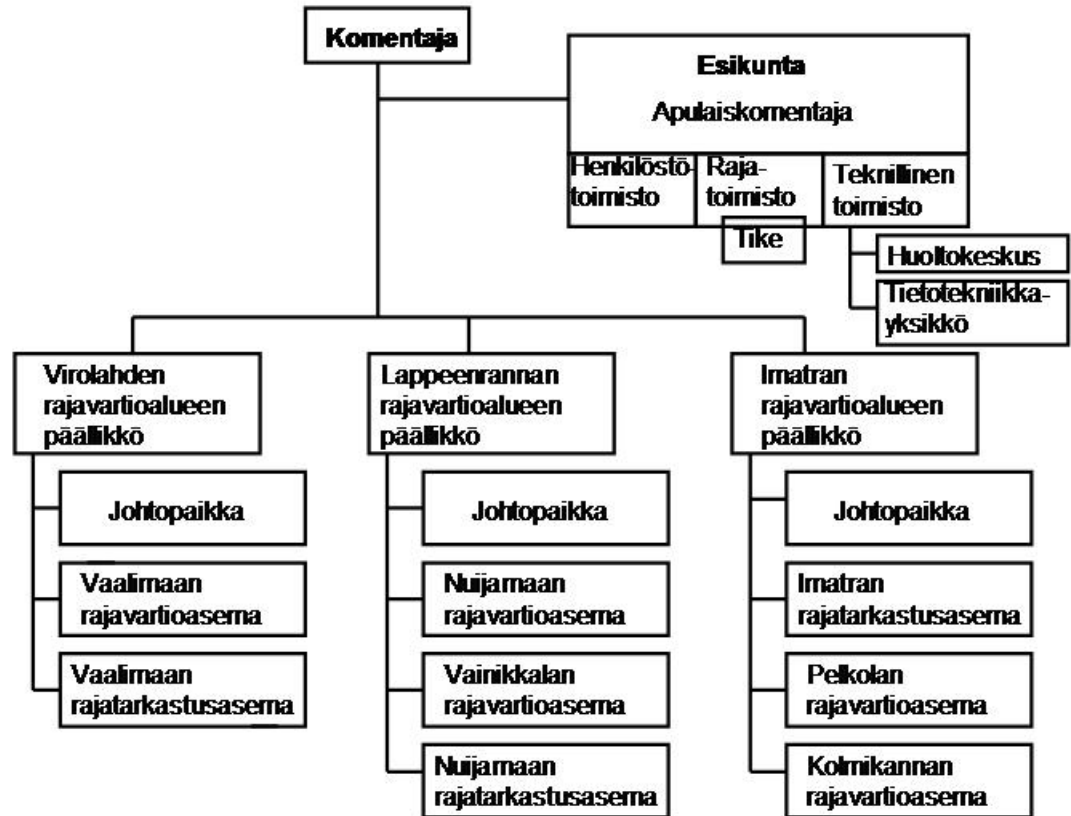 Komentaja
Esikunta
Apulaiskomentaja
Henkilöstö-
toimisto
Raja-
toimisto
Teknillinen
toimisto
Tike
Huoltokeskus
Tietotekniikka-
yksikkö
Virolahden
rajavartioalueen
päällikkö
Johtopaikka
Vaalimaan
rajavartioasema
Vaalimaan
rajatarkastusasema
Lappeenrannan
rajavartioalueen
päällikkö
Johtopaikka
Nuijamaan
rajavartioasema
Vainikkalan
rajavartioasema
Nuijamaan
rajatarkastusasema
Imatran
rajavartioalueen
päällikkö
Johtopaikka
Imatran
rajatarkastusasema
Pelkolan
rajavartioasema
Kolmikannan
rajavartioasema